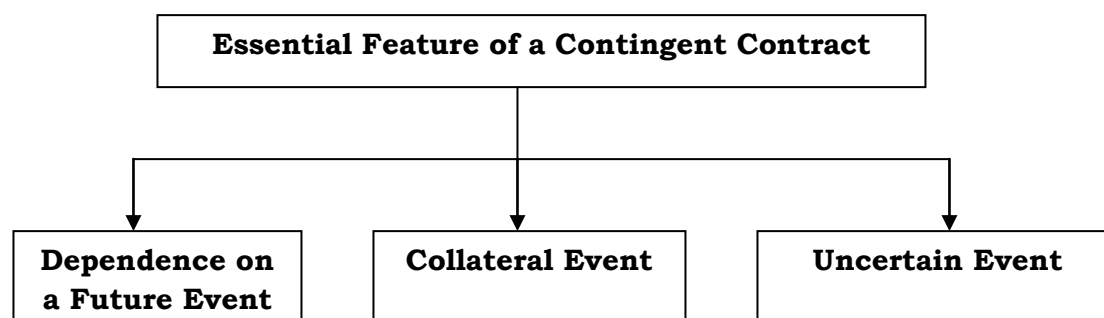 Essential Feature of a Contingent Contract
Dependence on
a Future Event
Collateral Event
Uncertain Event